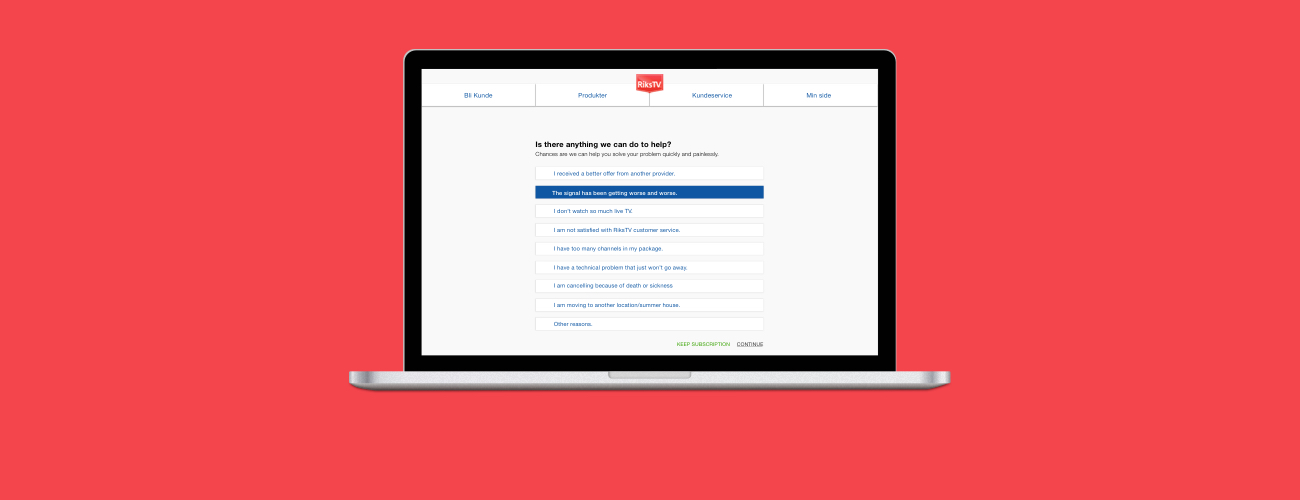 RiksTV
Bli Kunde
Produkter
Kundeservice
Min side
Is there anything we can do to help?
Chances are we can help you solve your problem quickly and painlessly.
I received a better offer from another provider.
The signal has been getting worse and worse.
I don't watch so much live TV.
I am not satisfied with RiksTV customer service.
I have too many channels in my package.
I have a technical problem that just won't go away.
I am cancelling because of death or sickness
I am moving to another location/summer house.
Other reasons.
KEEP SUBSCRIPTION CONTINUE